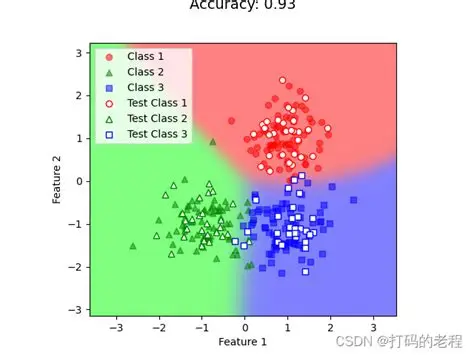 Accuracy: 0.93
Class 1
Class 2
Class 3
Test Class 1
Test Class 2
Test Class 3
Feature 2
3
2
1
0
−1
−2
−3
−3
−2
−1
0
1
2
3
Feature 1
CSDN @打码的老程